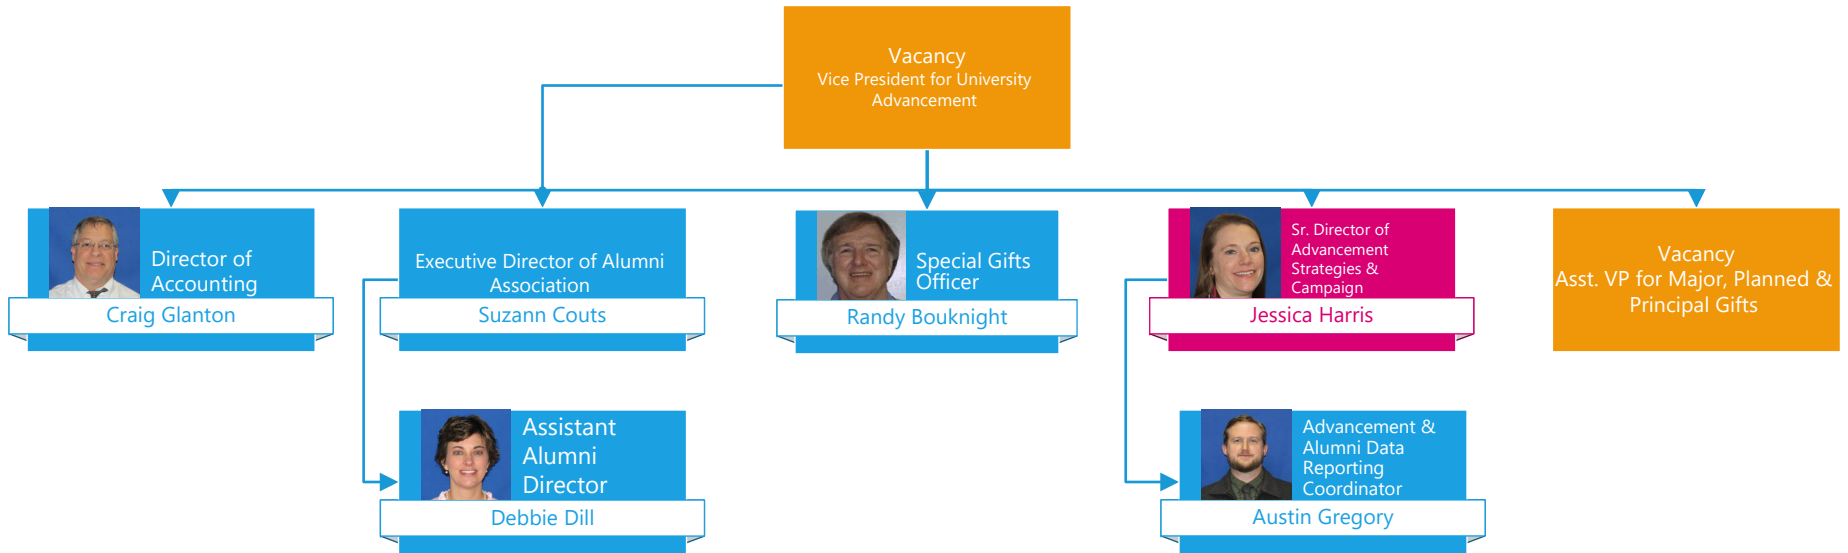 Vacancy
Vice President for University
Advancement
Director of
Accounting
Craig Glanton
Executive Director of Alumni
Association
Suzann Couts
Special Gifts
Officer
Randy Bouknight
Sr. Director of
Advancement
Strategies &
Campaign
Jessica Harris
Vacancy
Asst. VP for Major, Planned &
Principal Gifts
Assistant
Alumni
Director
Debbie Dill
Advancement &
Alumni Data
Reporting
Coordinator
Austin Gregory